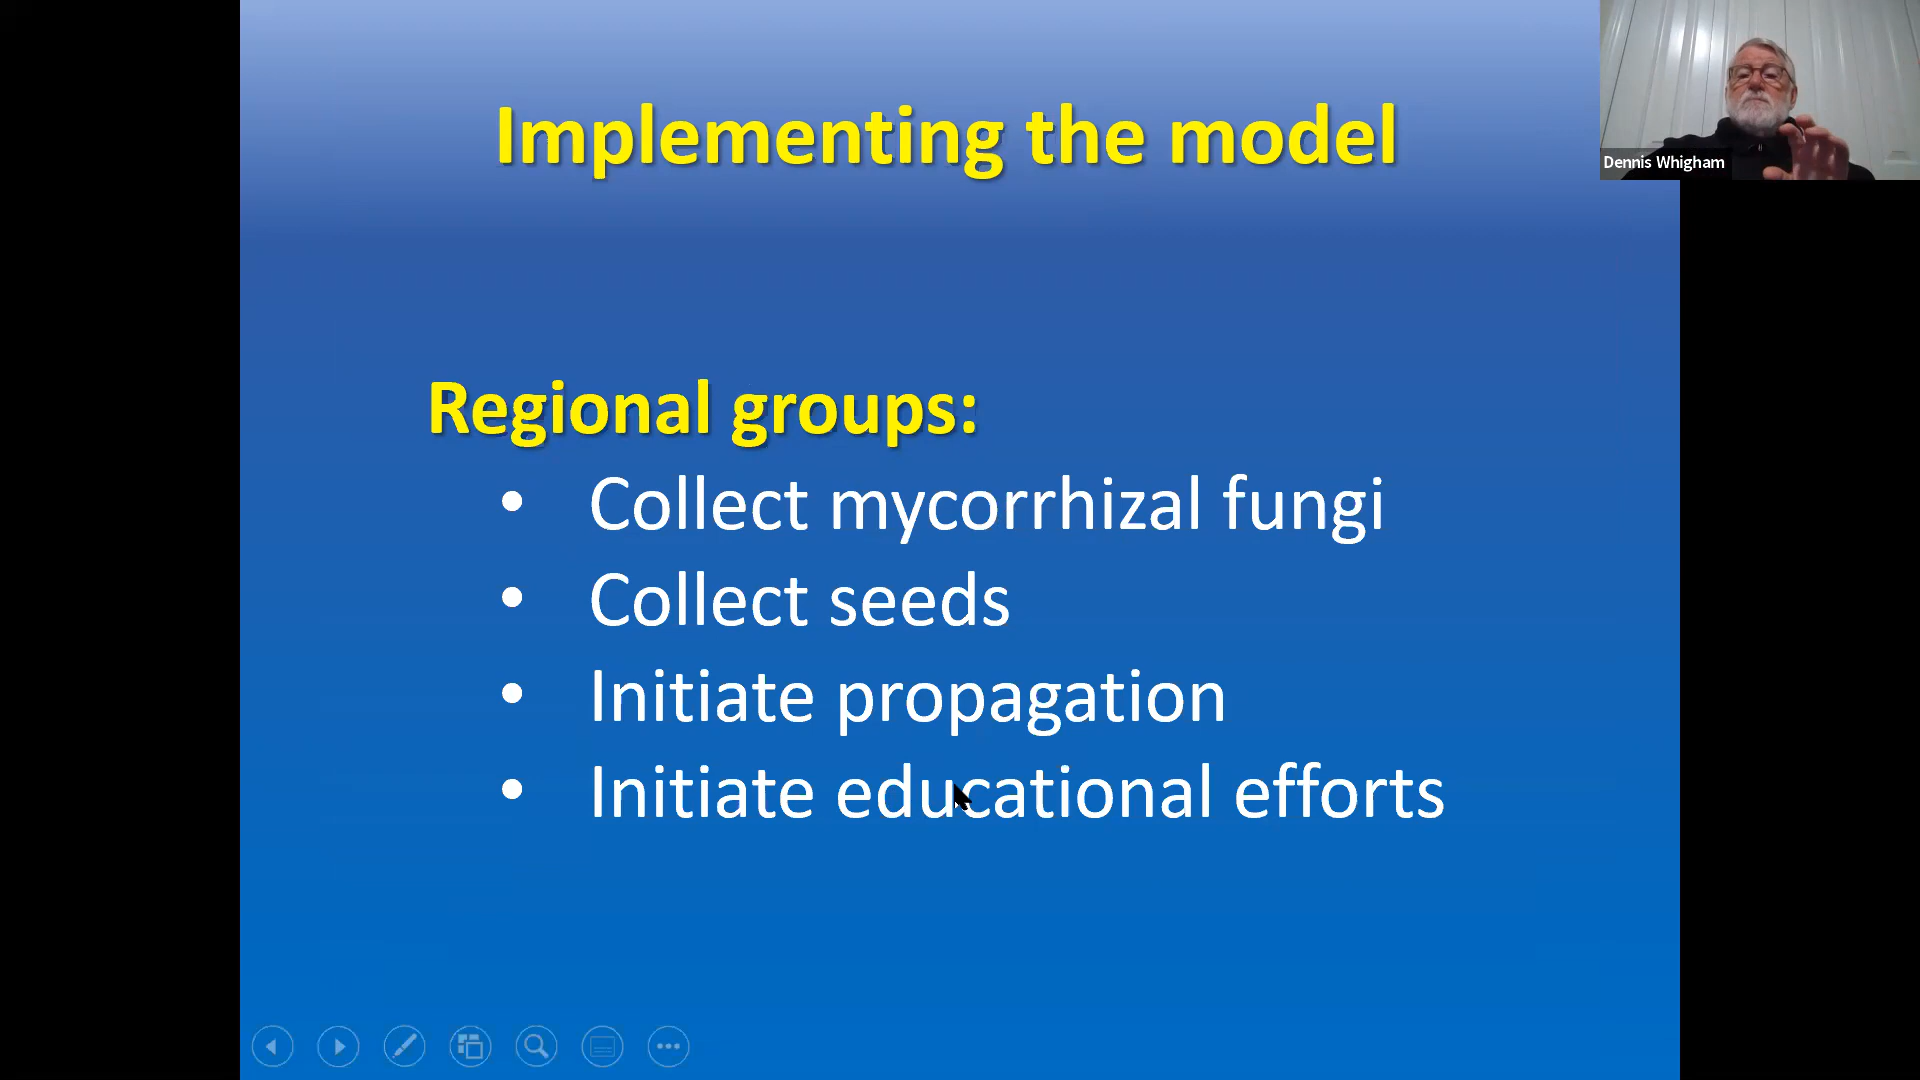 Implementing the model
Dennis Whigham
Regional groups:
• Collect mycorrhizal fungi
• Collect seeds
• Initiate propagation
• Initiate educational efforts